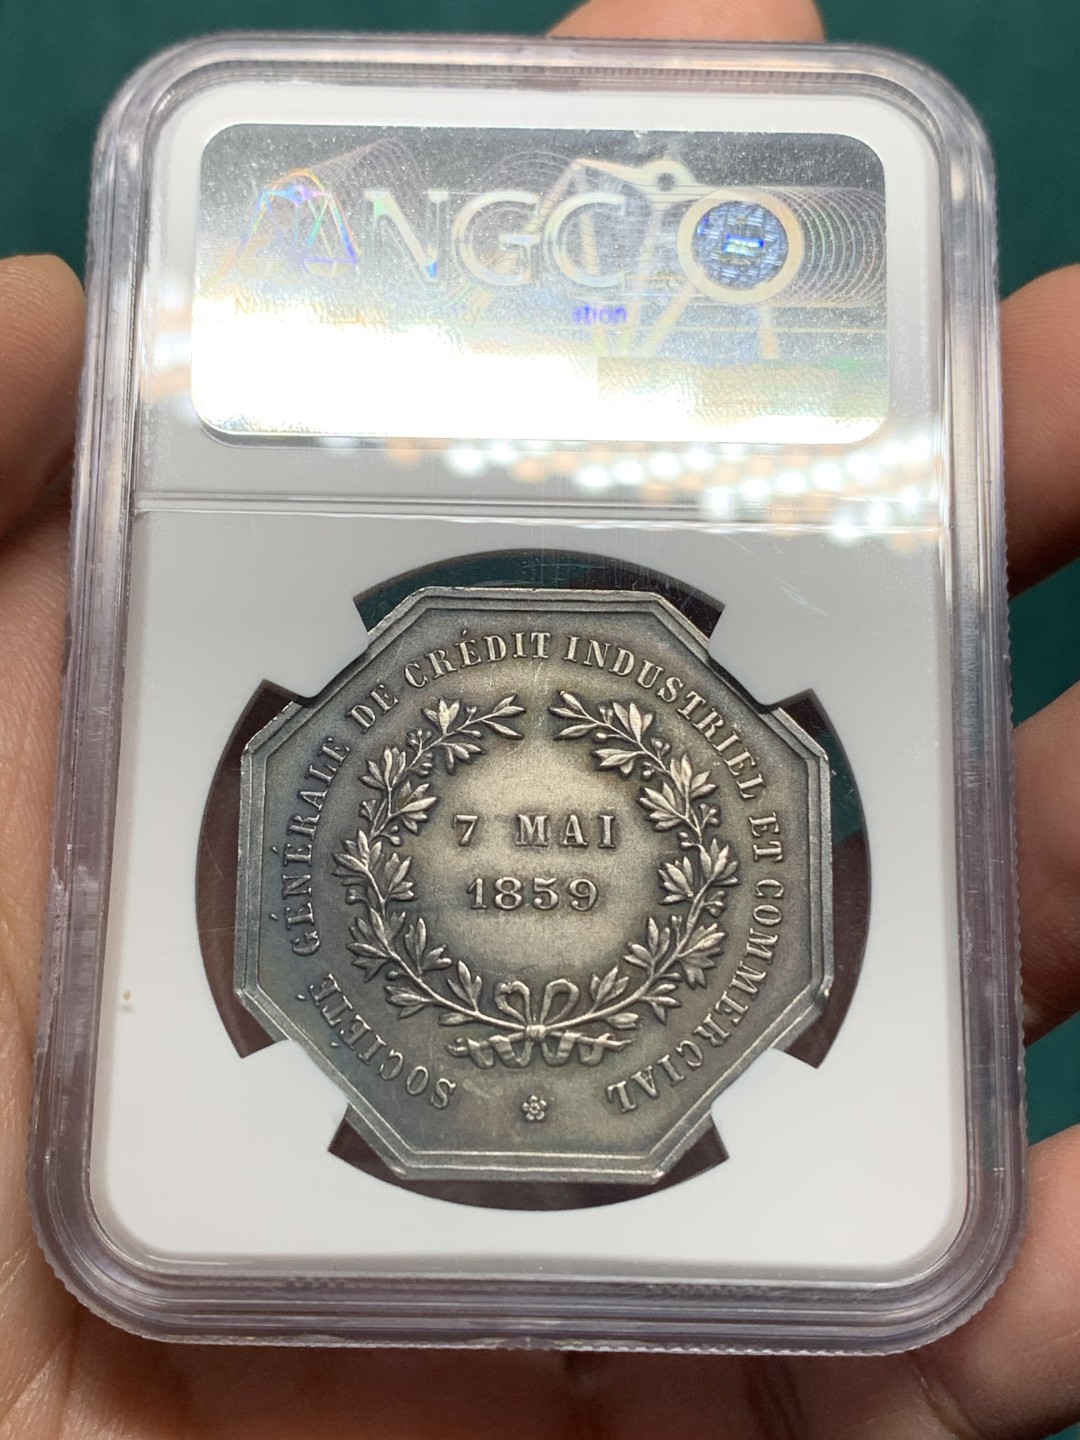 NGC
SOCIÉTÉ GÉNÉRALE DE CRÉDIT INDUSTRIEL ET COMMERCIAL
7 MAI
1859